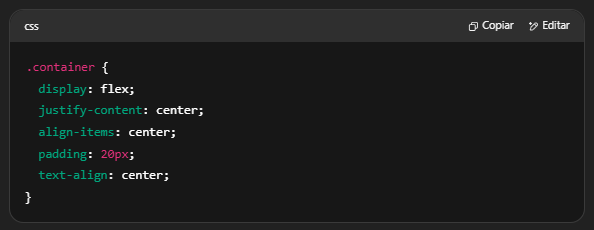 css Copiar Editar
.container {
display: flex;
justify-content: center;
align-items: center;
padding: 20px;
text-align: center;
}